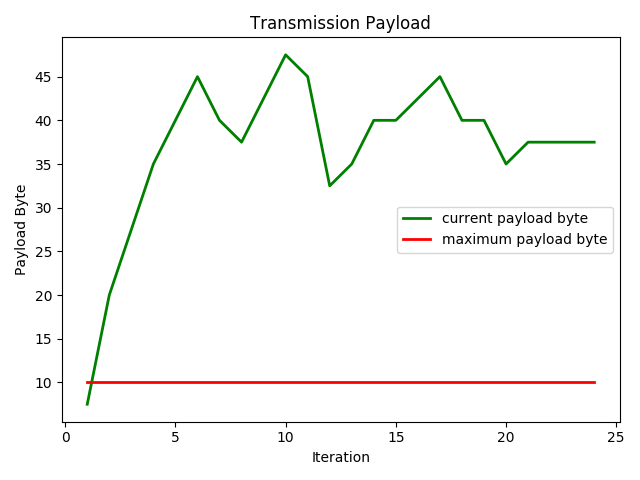 Transmission Payload
Payload Byte
45
40
35
30
25
20
15
10
current payload byte
maximum payload byte
0 5 10 15 20 25
Iteration